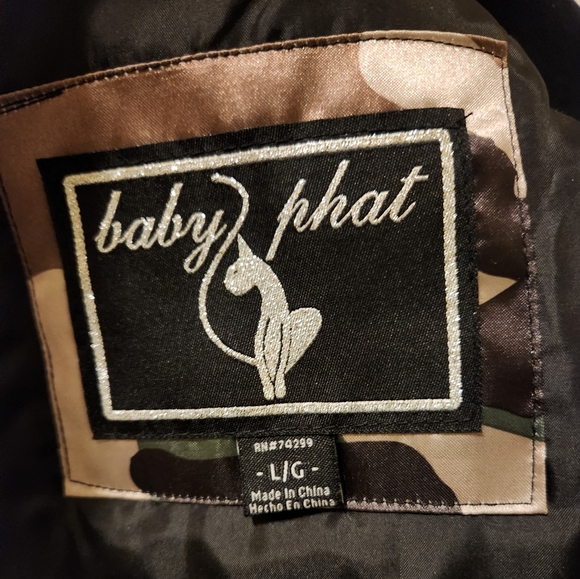 baby phat
RN#74299
- L/G -
Made In China
Hecho En China